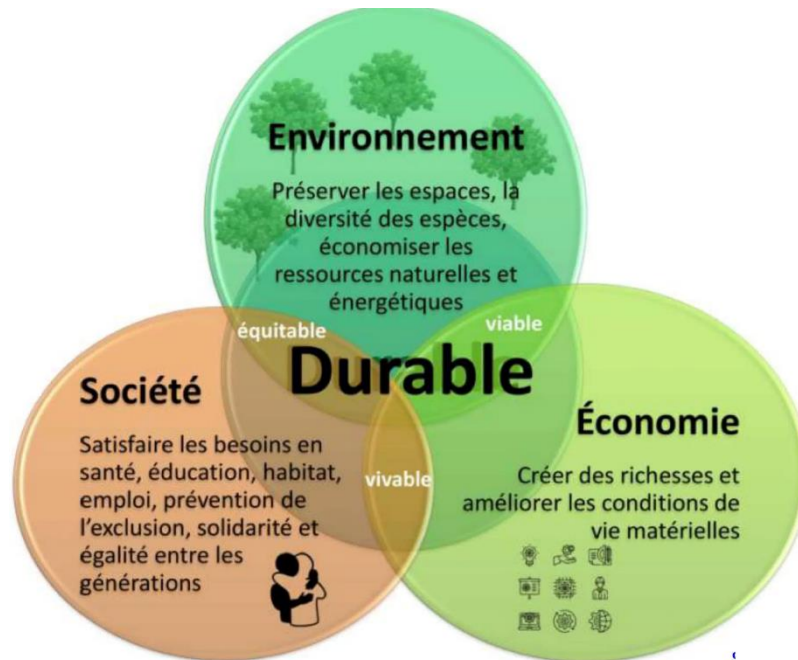 Environnement
Préserver les espaces, la
diversité des espèces,
économiser les
ressources naturelles et
énergétiques
équitable
viable
Durable
Société
Satisfaire les besoins en
santé, éducation, habitat,
emploi, prévention de
l'exclusion, solidarité et
égalité entre les
générations
vivable
Économie
Créer des richesses et
améliorer les conditions de
vie matérielles